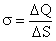 σ = ΔQ / ΔS